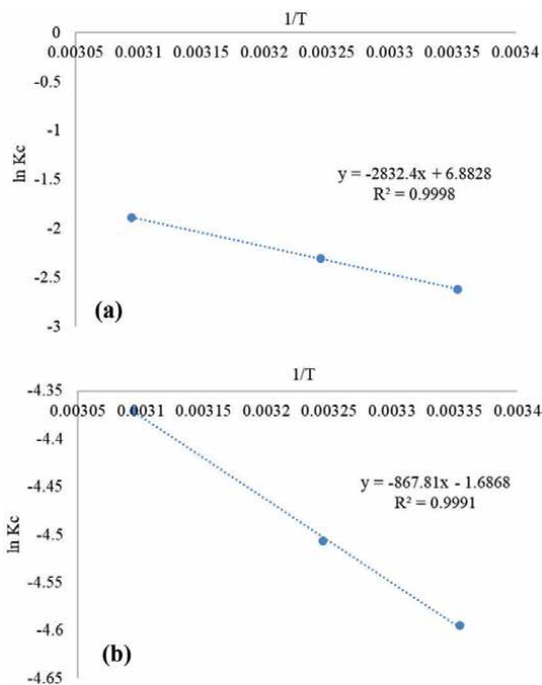 1/T
0
0.00305 0.0031 0.00315 0.0032 0.00325 0.0033 0.00335 0.0034
-0.5
-1
-1.5
-2
-2.5
-3
ln Kc
y = -2832.4x + 6.8828
R² = 0.9998
(a)
1/T
-4.35
0.00305 0.0031 0.00315 0.0032 0.00325 0.0033 0.00335 0.0034
-4.4
-4.45
-4.5
-4.55
-4.6
-4.65
ln Kc
y = -867.81x - 1.6868
R² = 0.9991
(b)